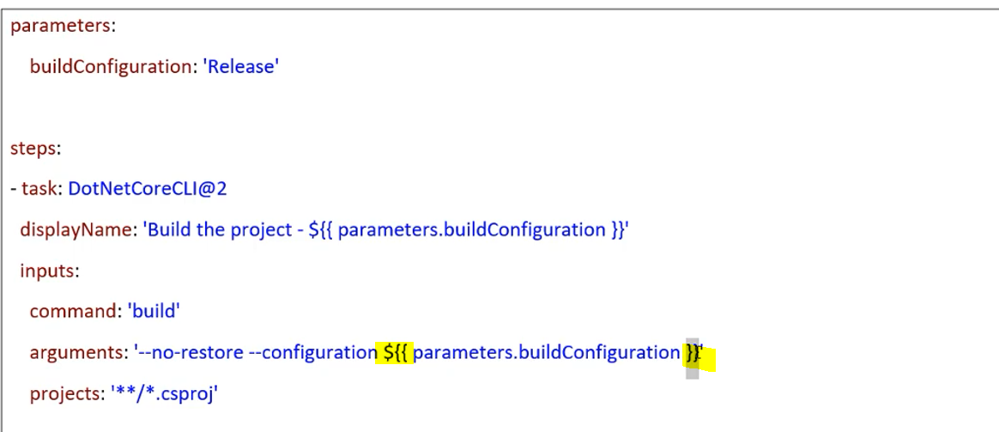 parameters:
buildConfiguration: 'Release'
steps:
- task: DotNetCoreCLI@2
displayName: 'Build the project - ${{ parameters.buildConfiguration }}'
inputs:
command: 'build'
arguments: '--no-restore --configuration ${{ parameters.buildConfiguration }}'
projects: '**/*.csproj'